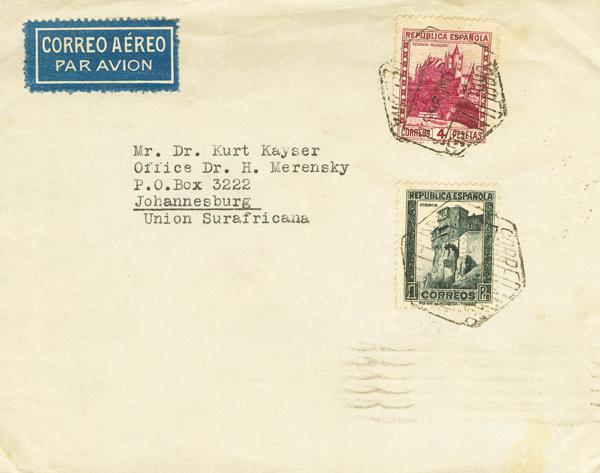 CORREO AÉREO
PAR AVION
REPUBLICA ESPAÑOLA
SEGOVIA "ALCAZAR"
CORREOS 4 PESETAS
Mr. Dr. Kurt Kayser
Office Dr. H. Merensky
P.O.Box 3222
Johannesburg
Union Surafricana
REPUBLICA ESPAÑOLA
CUENCA
1 CORREOS Pta